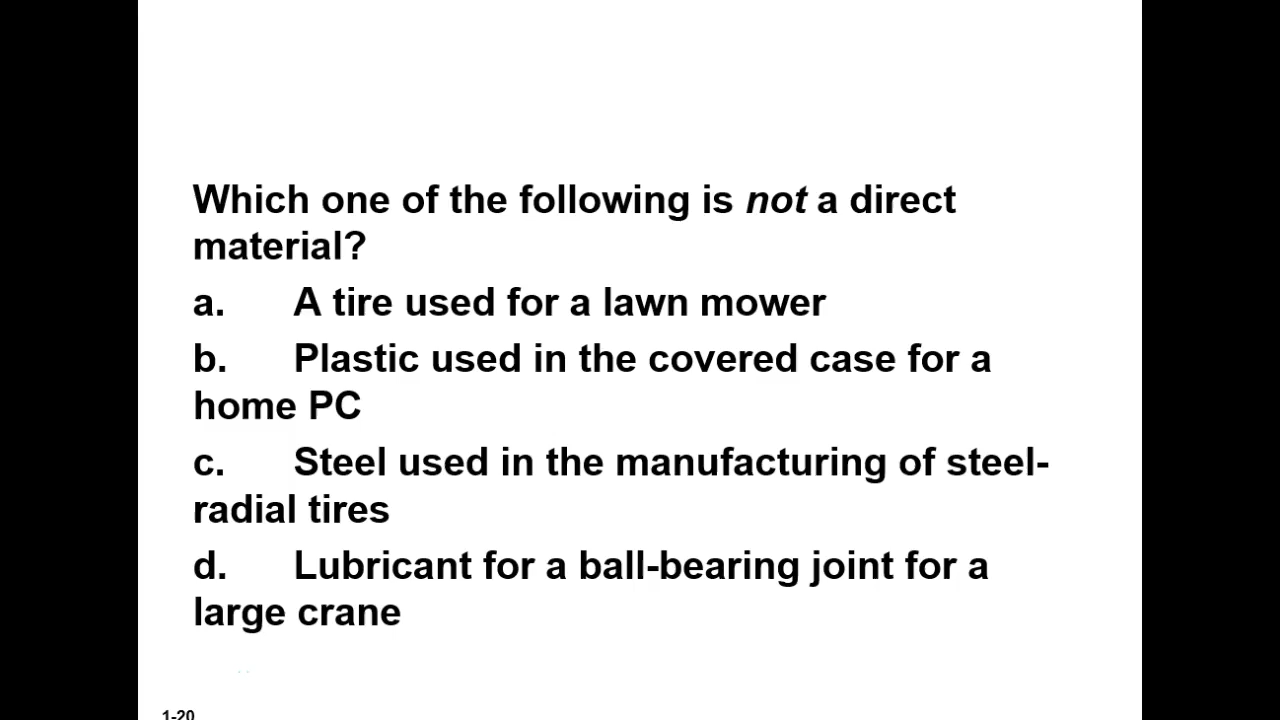 Which one of the following is not a direct
material?
a. A tire used for a lawn mower
b. Plastic used in the covered case for a
home PC
c. Steel used in the manufacturing of steel-
radial tires
d. Lubricant for a ball-bearing joint for a
large crane
1-20